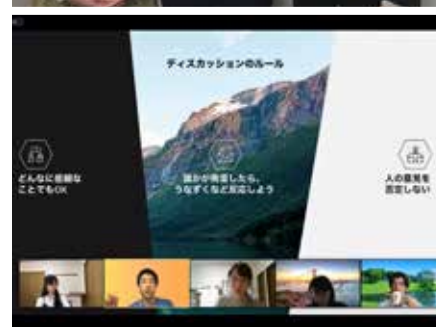 ディスカッションのルール
どんなに些細な
ことでもOK
誰かが発言したら、
うなずくなど反応しよう
人の意見を
否定しない